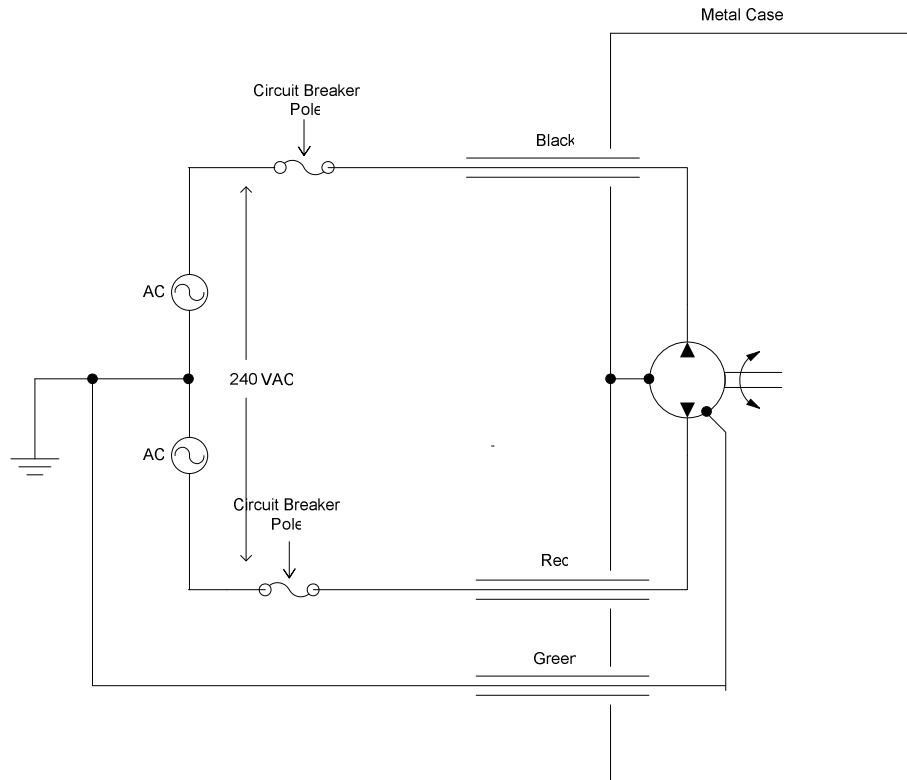 Metal Case
Circuit Breaker
Pole
Black
AC
240 VAC
AC
Circuit Breaker
Pole
Red
Green